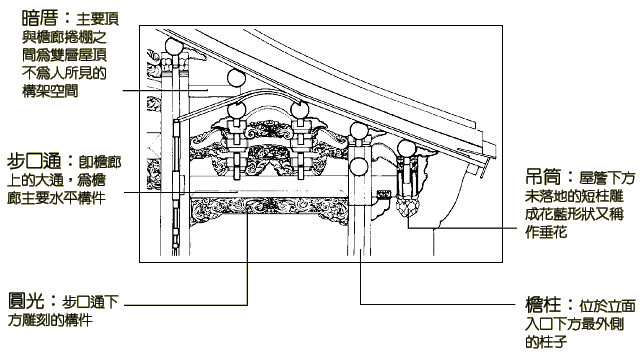 暗厝：主要頂
與檐廊捲棚之
間為雙層屋頂
不為人所見的
構架空間
步口通：即檐廊
上的大通，為檐
廊主要水平構件
圓光：步口通下
方雕刻的構件
吊筒：屋簷下方
未落地的短柱雕
成花籃形狀又稱
作垂花
檐柱：位於立面
入口下方最外側
的柱子